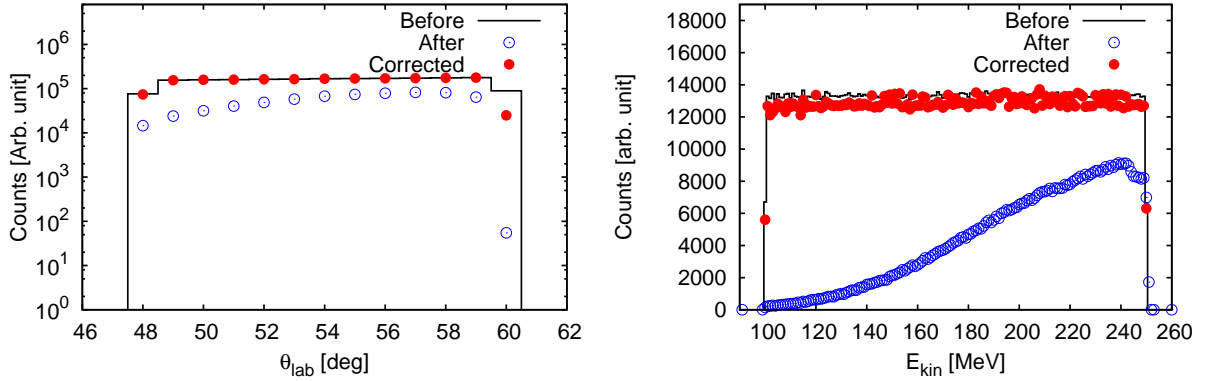 Before
After
Corrected
10^6
10^5
10^4
10^3
10^2
10^1
10^0
Counts [Arb. unit]
46 48 50 52 54 56 58 60 62
θ_lab [deg]
Before
After
Corrected
18000
16000
14000
12000
10000
8000
6000
4000
2000
0
Counts [arb. unit]
100 120 140 160 180 200 220 240 260
E_kin [MeV]